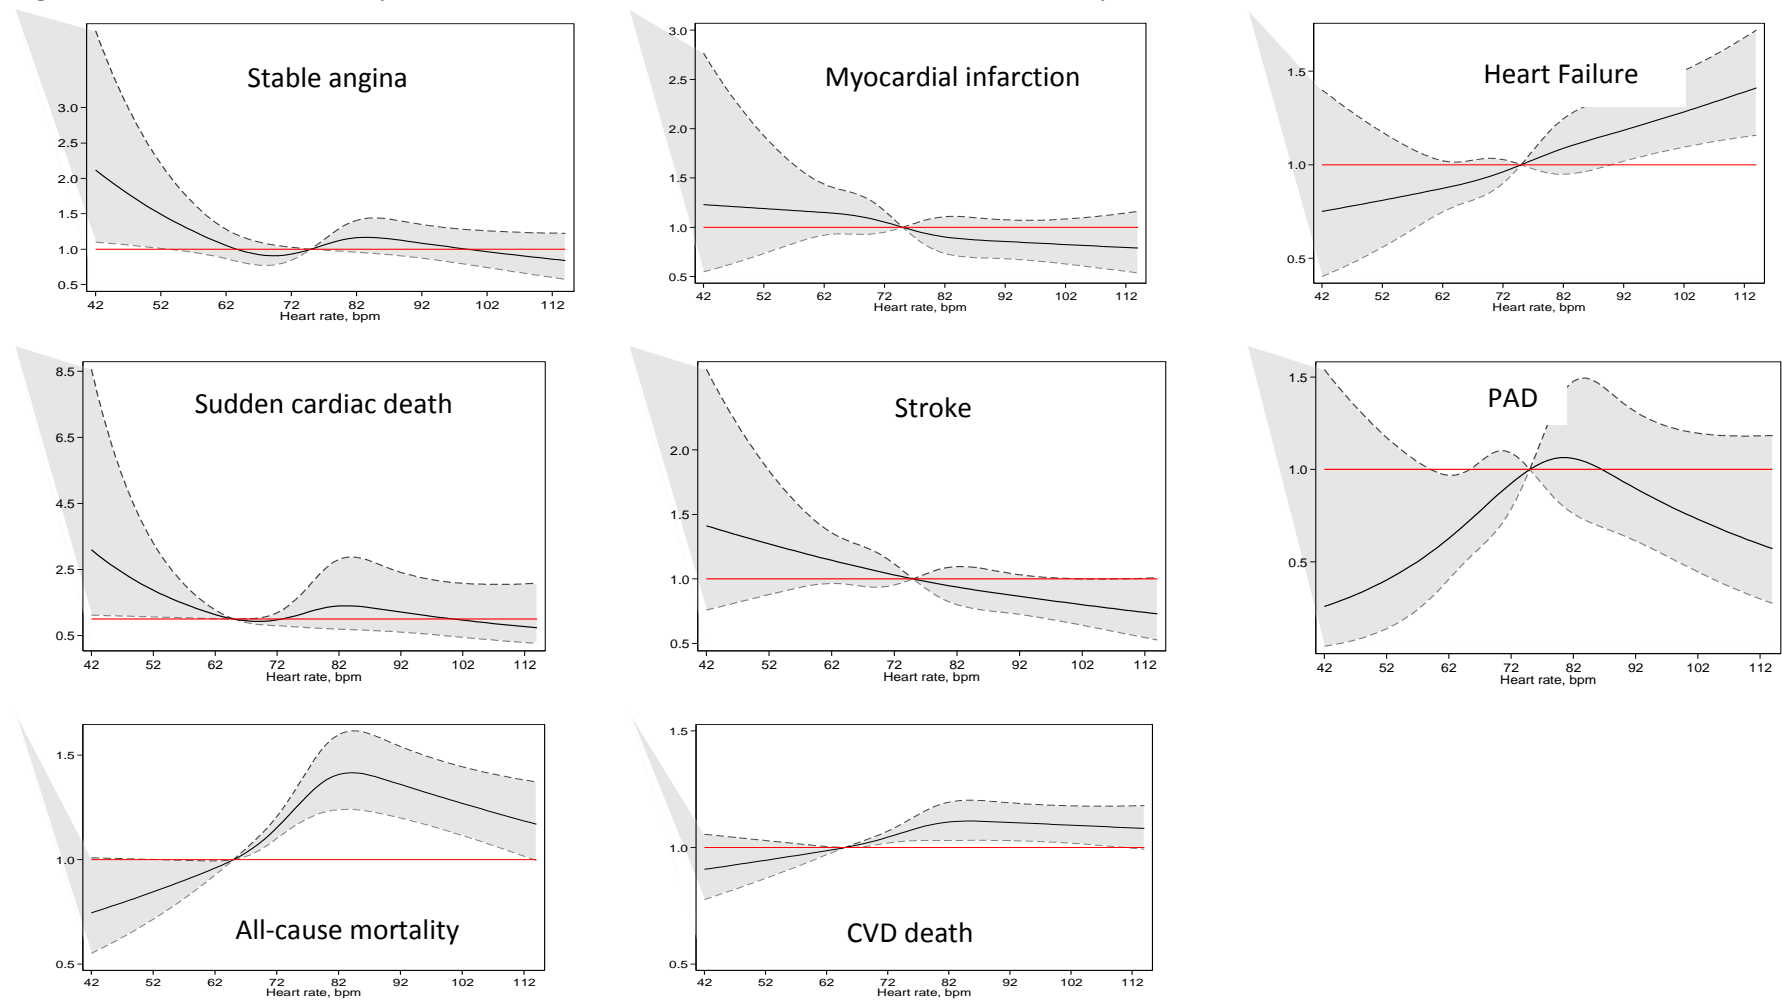 Stable angina
3.0
2.5
2.0
1.5
1.0
0.5
42 52 62 72 82 92 102 112
Heart rate, bpm
Myocardial infarction
3.0
2.5
2.0
1.5
1.0
0.5
42 52 62 72 82 92 102 112
Heart rate, bpm
Heart Failure
1.5
1.0
0.5
42 52 62 72 82 92 102 112
Heart rate, bpm
Sudden cardiac death
8.5
6.5
4.5
2.5
0.5
42 52 62 72 82 92 102 112
Heart rate, bpm
Stroke
2.0
1.5
1.0
0.5
42 52 62 72 82 92 102 112
Heart rate, bpm
PAD
1.5
1.0
0.5
42 52 62 72 82 92 102 112
Heart rate, bpm
All-cause mortality
1.5
1.0
0.5
42 52 62 72 82 92 102 112
Heart rate, bpm
CVD death
1.5
1.0
0.5
42 52 62 72 82 92 102 112
Heart rate, bpm